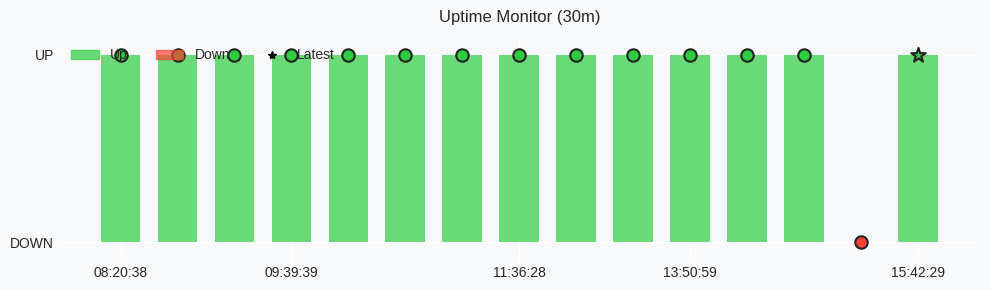 Uptime Monitor (30m)
UP
Up
Down
Latest
DOWN
08:20:38
09:39:39
11:36:28
13:50:59
15:42:29